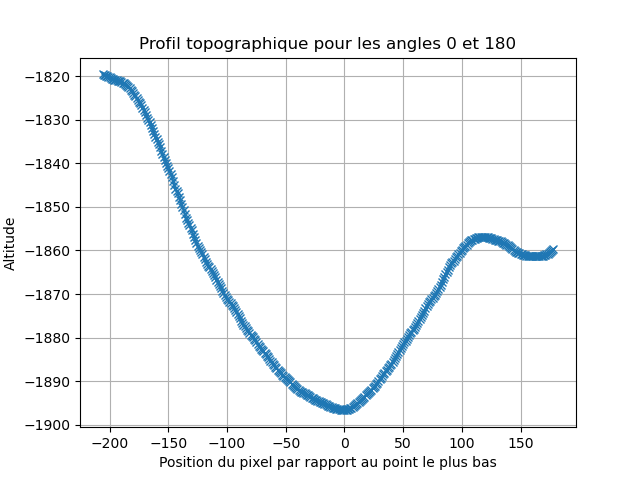 Profil topographique pour les angles 0 et 180
Altitude
−1820
−1830
−1840
−1850
−1860
−1870
−1880
−1890
−1900
−200 −150 −100 −50 0 50 100 150
Position du pixel par rapport au point le plus bas